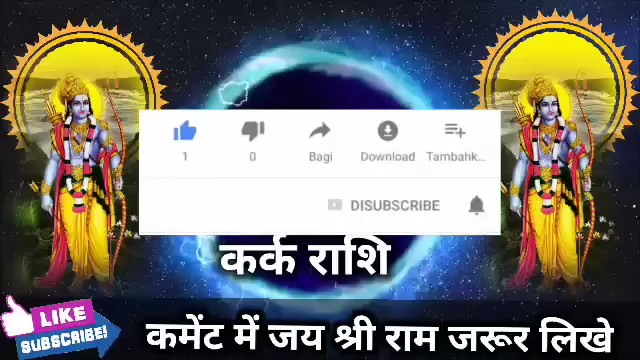 1 0 Bagi Download Tambahk...
DISUBSCRIBE
कर्क राशि
LIKE
SUBSCRIBE!
कमेंट में जय श्री राम जरूर लिखे